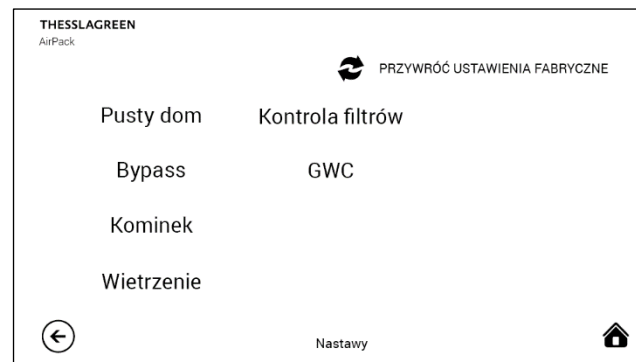 THESSLAGREEN
AirPack
PRZYWRÓĆ USTAWIENIA FABRYCZNE
Pusty dom
Kontrola filtrów
Bypass
GWC
Kominek
Wietrzenie
Nastawy